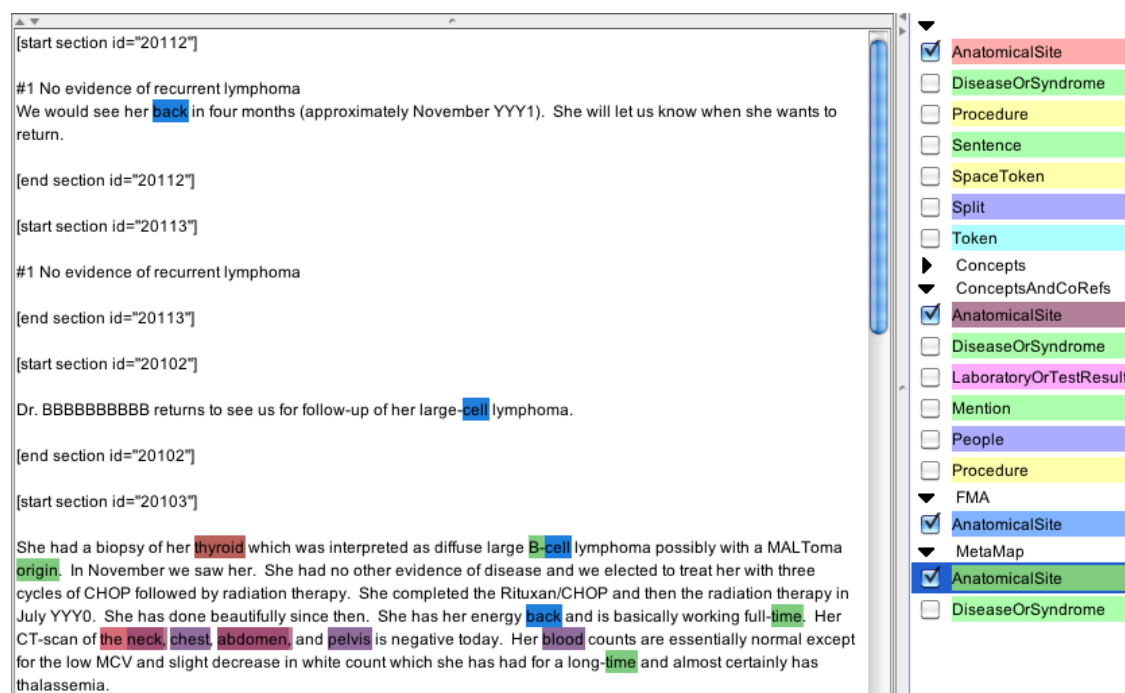 [start section id="20112"]
#1 No evidence of recurrent lymphoma
We would see her back in four months (approximately November YYY1).  She will let us know when she wants to
return.
[end section id="20112"]
[start section id="20113"]
#1 No evidence of recurrent lymphoma
[end section id="20113"]
[start section id="20102"]
Dr. BBBBBBBBBB returns to see us for follow-up of her large-cell lymphoma.
[end section id="20102"]
[start section id="20103"]
She had a biopsy of her thyroid which was interpreted as diffuse large B-cell lymphoma possibly with a MALToma
origin.  In November we saw her.  She had no other evidence of disease and we elected to treat her with three
cycles of CHOP followed by radiation therapy.  She completed the Rituxan/CHOP and then the radiation therapy in
July YYY0.  She has done beautifully since then.  She has her energy back and is basically working full-time.  Her
CT-scan of the neck, chest, abdomen, and pelvis is negative today.  Her blood counts are essentially normal except
for the low MCV and slight decrease in white count which she has had for a long-time and almost certainly has
thalassemia.
AnatomicalSite
DiseaseOrSyndrome
Procedure
Sentence
SpaceToken
Split
Token
Concepts
ConceptsAndCoRefs
AnatomicalSite
DiseaseOrSyndrome
LaboratoryOrTestResult
Mention
People
Procedure
FMA
AnatomicalSite
MetaMap
AnatomicalSite
DiseaseOrSyndrome